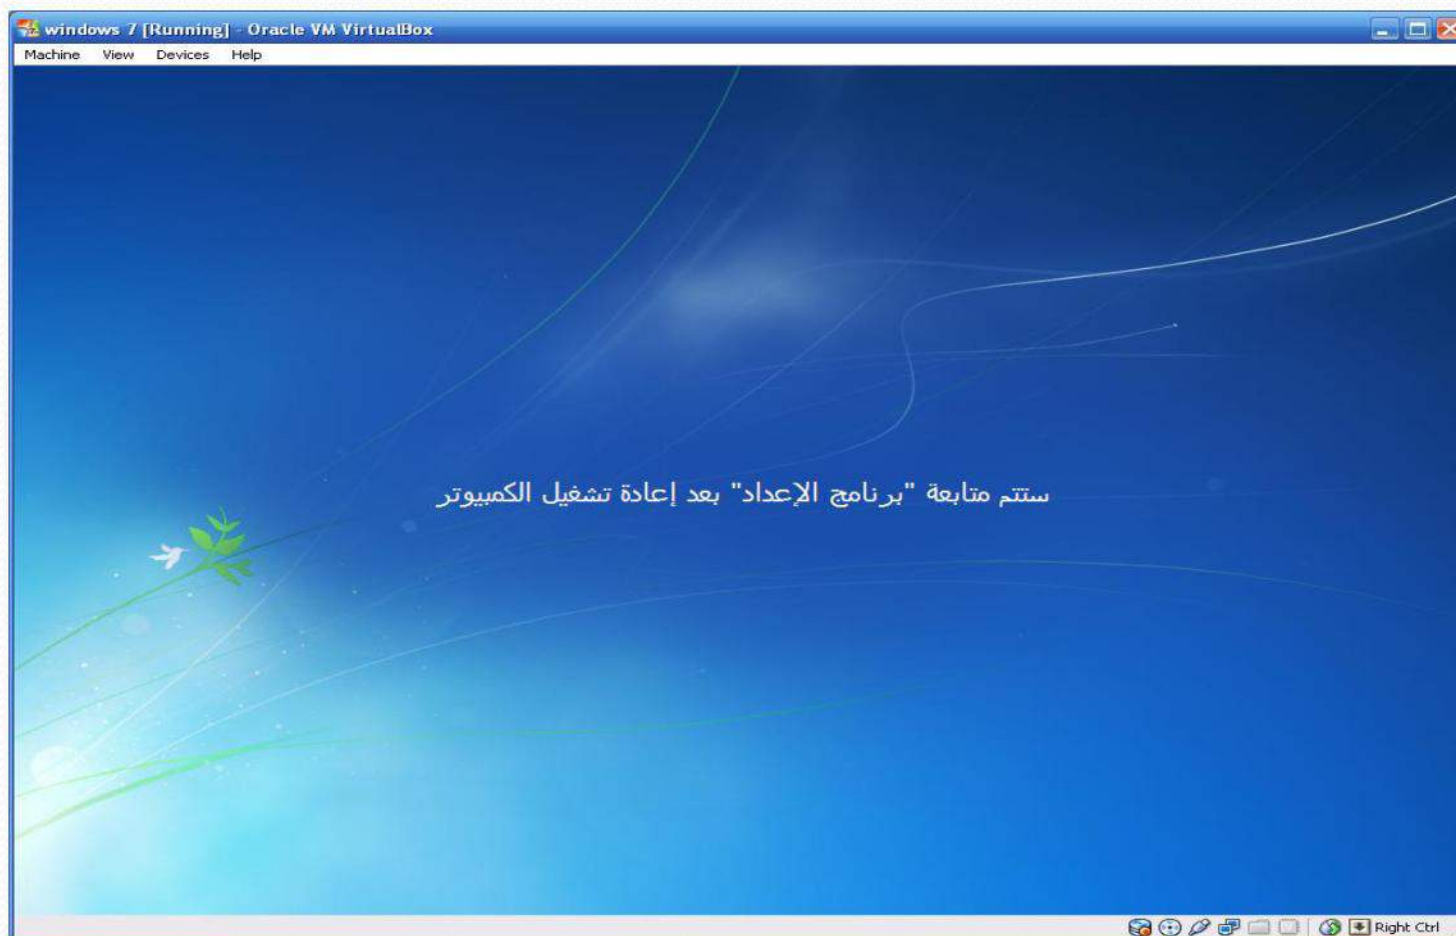 windows 7 [Running] - Oracle VM VirtualBox
Machine View Devices Help
ستتم متابعة "برنامج الإعداد" بعد إعادة تشغيل الكمبيوتر
Right Ctrl